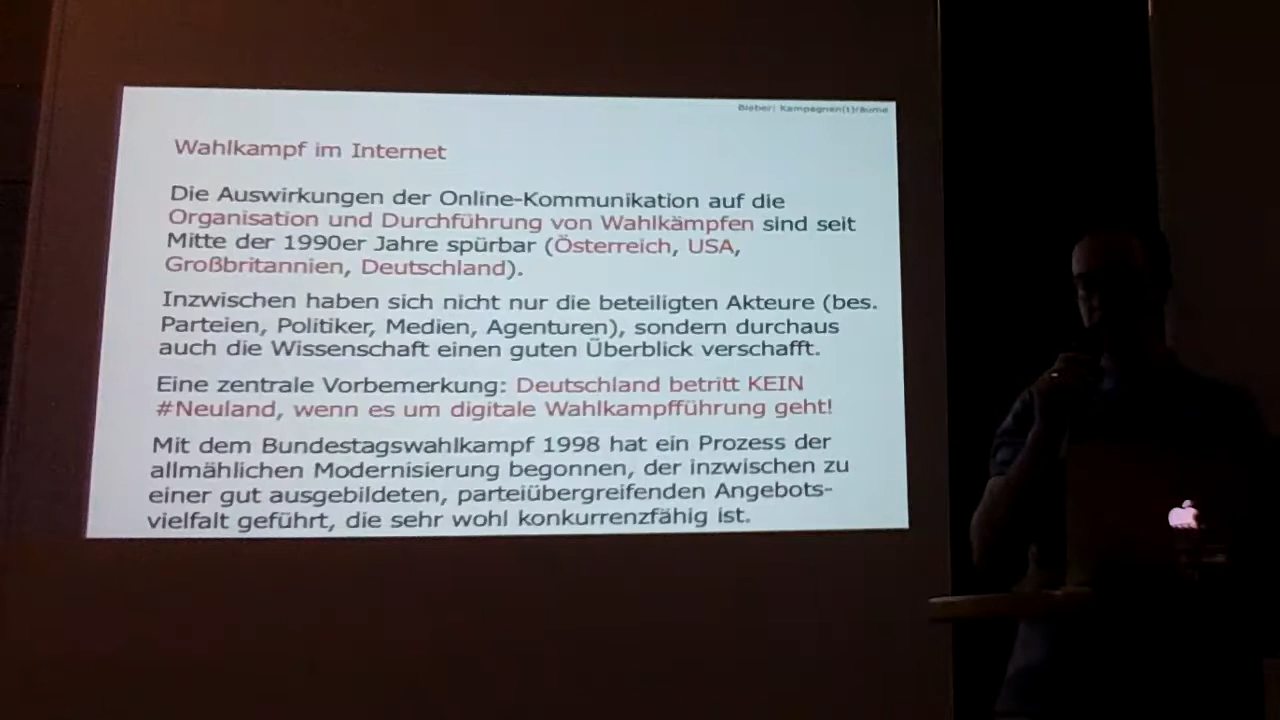 Bieber: Kampagnen(t)räume
Wahlkampf im Internet
Die Auswirkungen der Online-Kommunikation auf die
Organisation und Durchführung von Wahlkämpfen sind seit
Mitte der 1990er Jahre spürbar (Österreich, USA,
Großbritannien, Deutschland).
Inzwischen haben sich nicht nur die beteiligten Akteure (bes.
Parteien, Politiker, Medien, Agenturen), sondern durchaus
auch die Wissenschaft einen guten Überblick verschafft.
Eine zentrale Vorbemerkung: Deutschland betritt KEIN
#Neuland, wenn es um digitale Wahlkampfführung geht!
Mit dem Bundestagswahlkampf 1998 hat ein Prozess der
allmählichen Modernisierung begonnen, der inzwischen zu
einer gut ausgebildeten, parteiübergreifenden Angebots-
vielfalt geführt, die sehr wohl konkurrenzfähig ist.